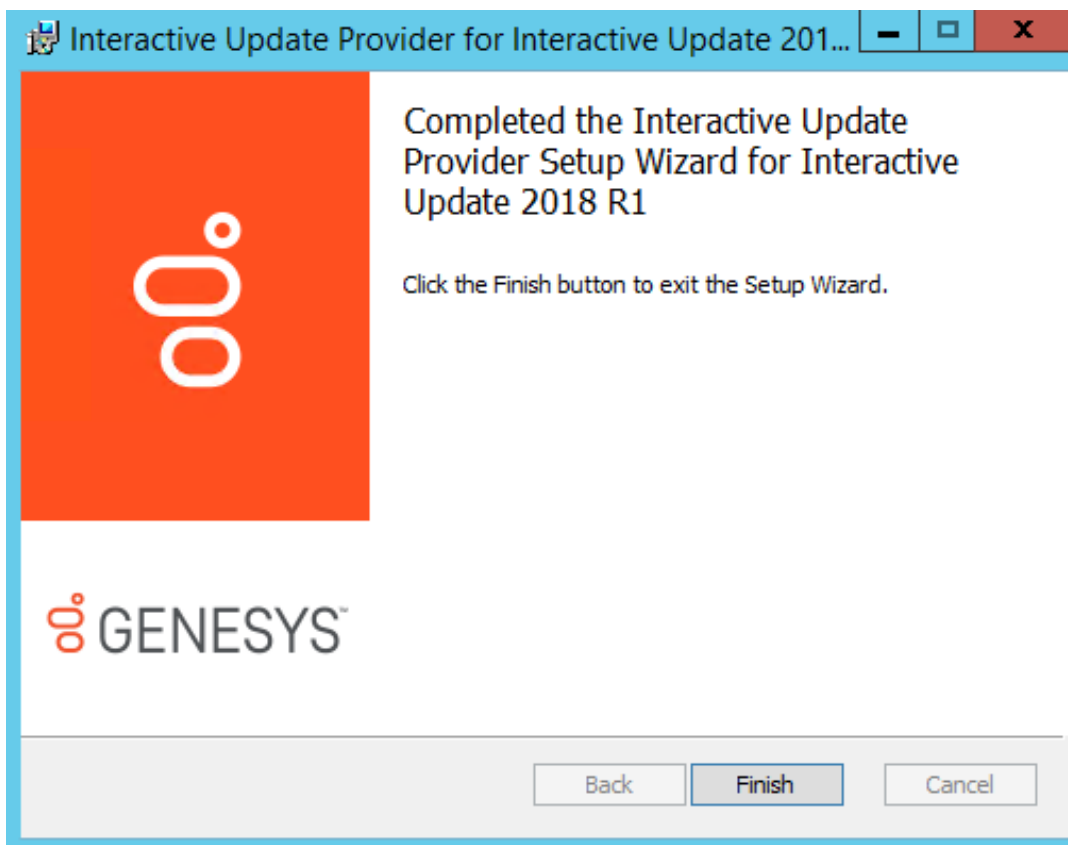 Interactive Update Provider for Interactive Update 201...
Completed the Interactive Update
Provider Setup Wizard for Interactive
Update 2018 R1
Click the Finish button to exit the Setup Wizard.
GENESYS™
Back
Finish
Cancel